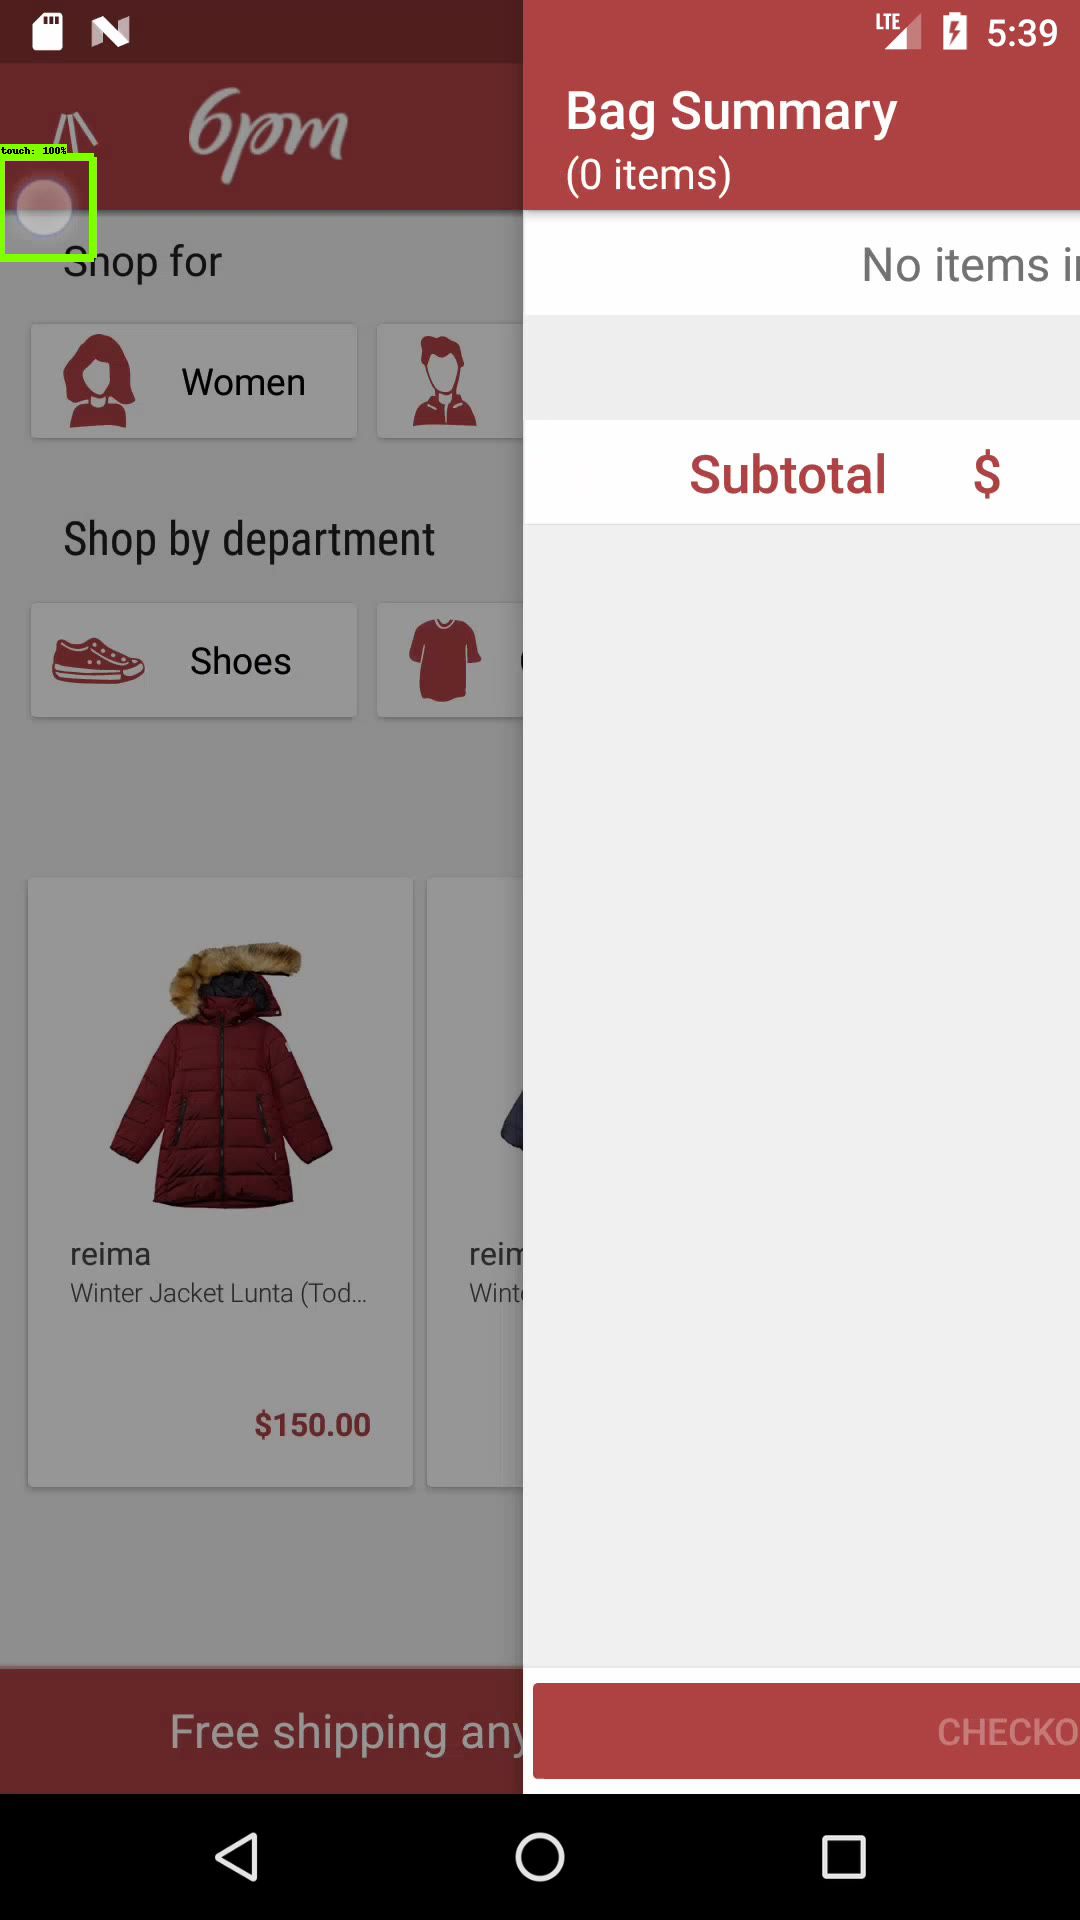 LTE 5:39
6pm
Bag Summary
(0 items)
touch: 100%
Shop for
No items in
Women
Subtotal $
Shop by department
Shoes
reima
Winter Jacket Lunta (Tod...
$150.00
reim
Wint
Free shipping any
CHECKO